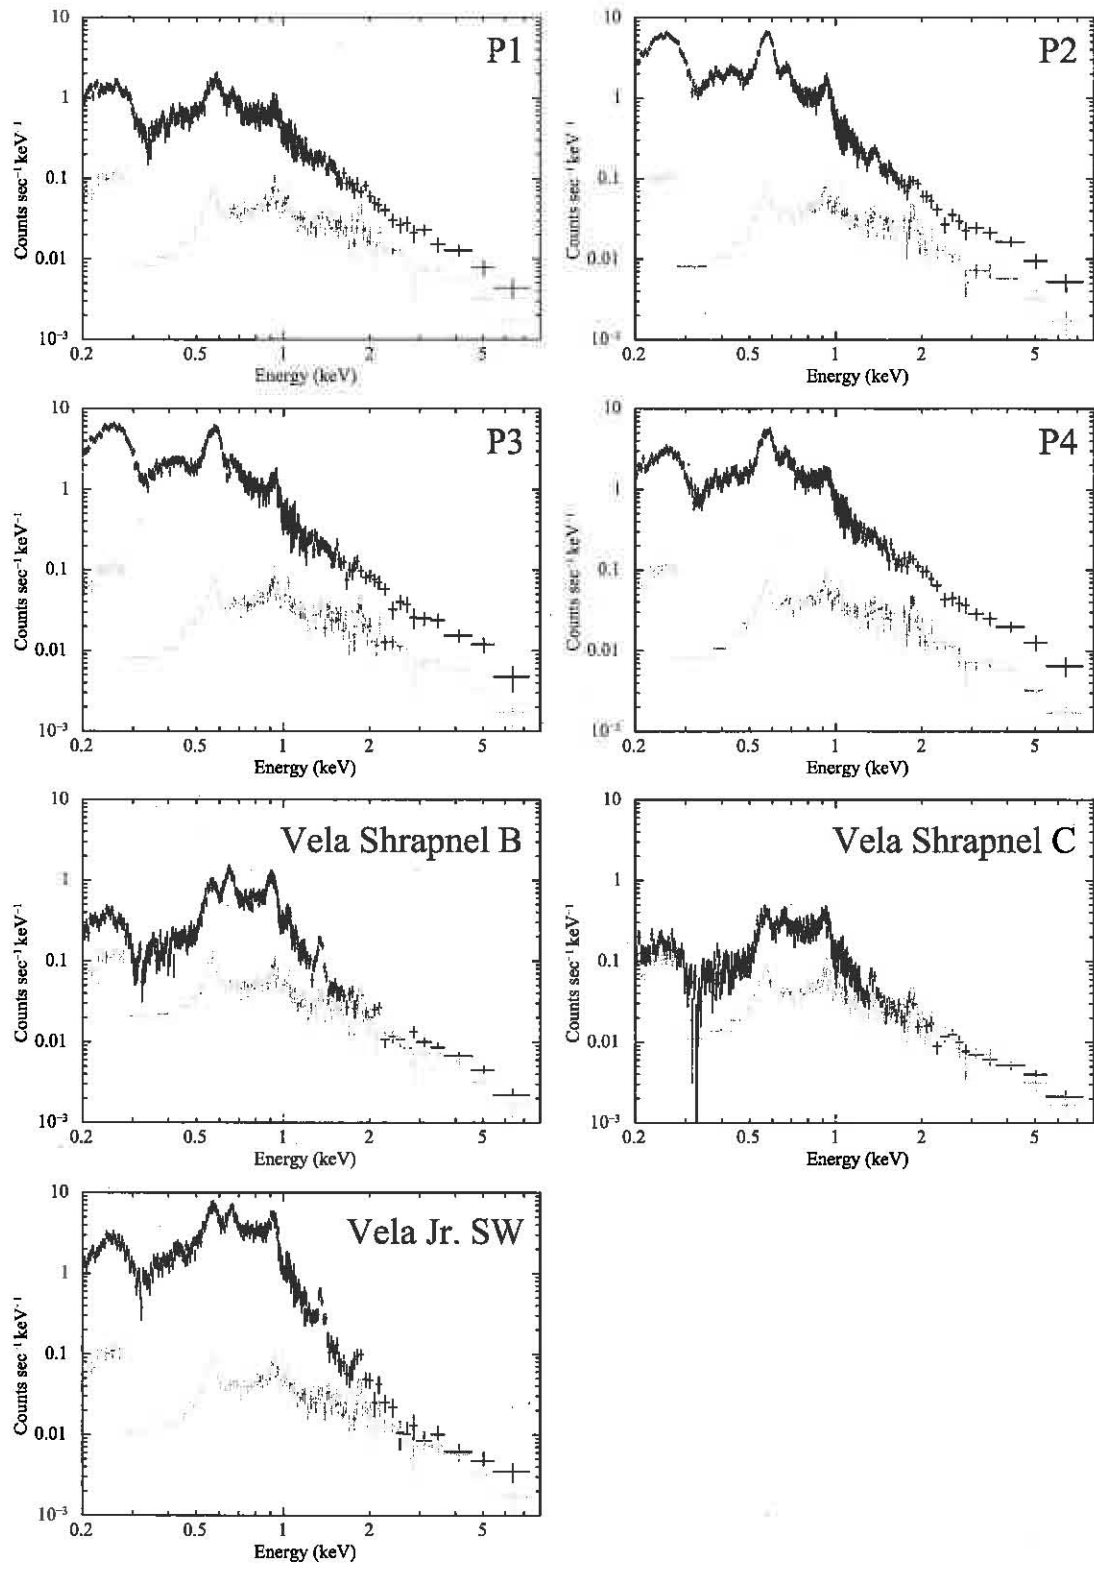 P1
10
1
0.1
0.01
10⁻³
Counts sec⁻¹ keV⁻¹
0.2 0.5 1 2 5
Energy (keV)
P2
10
1
0.1
0.01
10⁻³
Counts sec⁻¹ keV⁻¹
0.2 0.5 1 2 5
Energy (keV)
P3
10
1
0.1
0.01
10⁻³
Counts sec⁻¹ keV⁻¹
0.2 0.5 1 2 5
Energy (keV)
P4
10
1
0.1
0.01
10⁻³
Counts sec⁻¹ keV⁻¹
0.2 0.5 1 2 5
Energy (keV)
Vela Shrapnel B
10
1
0.1
0.01
10⁻³
Counts sec⁻¹ keV⁻¹
0.2 0.5 1 2 5
Energy (keV)
Vela Shrapnel C
10
1
0.1
0.01
10⁻³
Counts sec⁻¹ keV⁻¹
0.2 0.5 1 2 5
Energy (keV)
Vela Jr. SW
10
1
0.1
0.01
10⁻³
Counts sec⁻¹ keV⁻¹
0.2 0.5 1 2 5
Energy (keV)